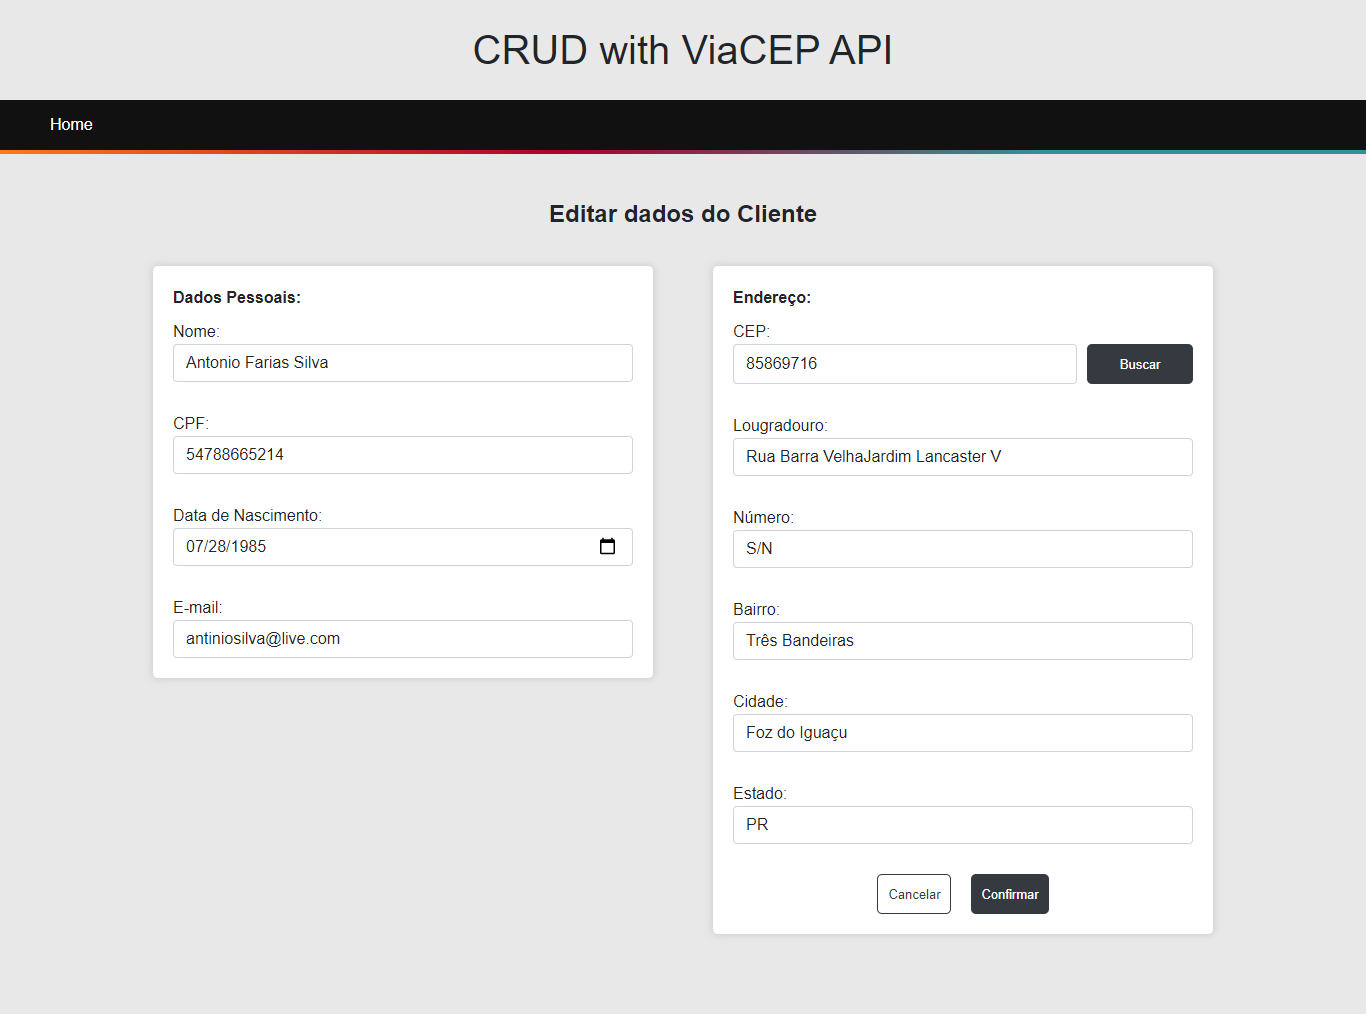 CRUD with ViaCEP API
Home
Editar dados do Cliente
Dados Pessoais:
Nome:
Antonio Farias Silva
CPF:
54788665214
Data de Nascimento:
07/28/1985
E-mail:
antiniosilva@live.com
Endereço:
CEP:
85869716
Buscar
Lougradouro:
Rua Barra VelhaJardim Lancaster V
Número:
S/N
Bairro:
Três Bandeiras
Cidade:
Foz do Iguaçu
Estado:
PR
Cancelar
Confirmar